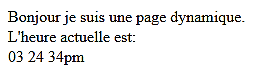 Bonjour je suis une page dynamique.
L'heure actuelle est:
03 24 34pm